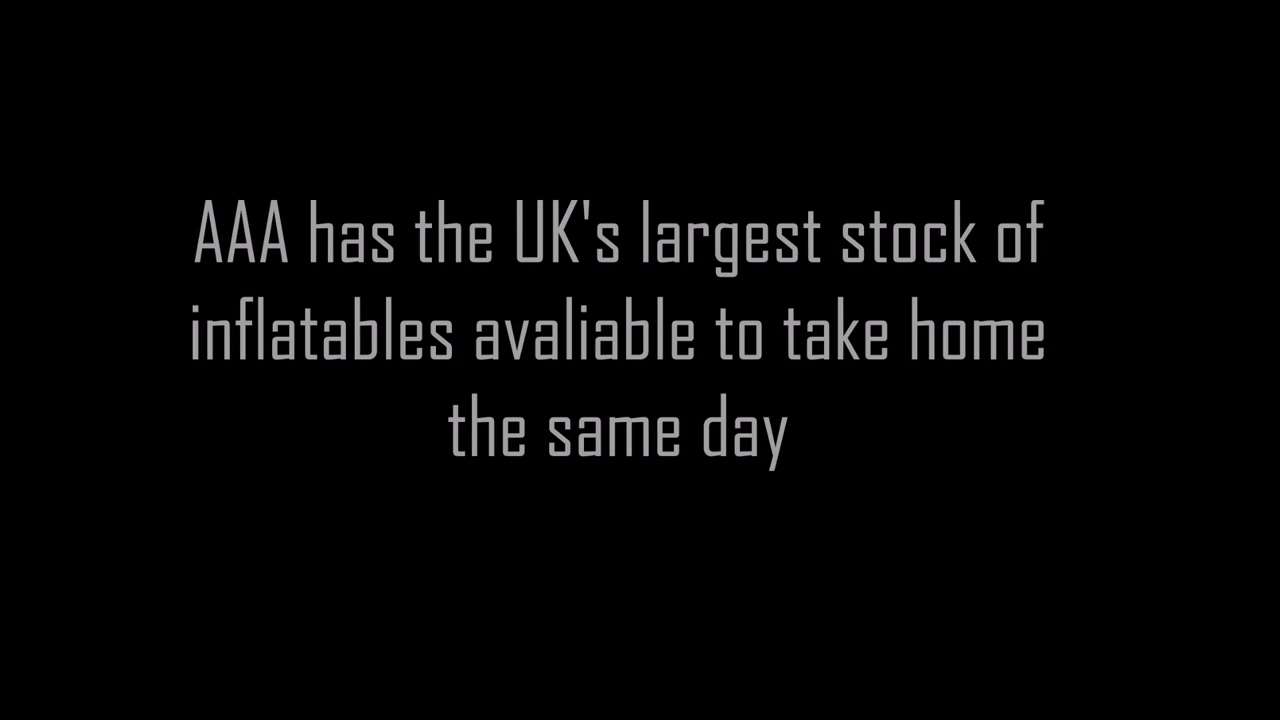 AAA has the UK's largest stock of
inflatables avaliable to take home
the same day